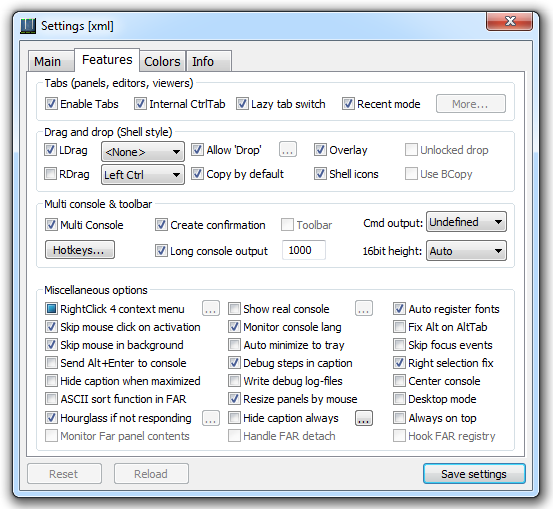 Settings [xml]
Main Features Colors Info
Tabs (panels, editors, viewers)
Enable Tabs Internal CtrlTab Lazy tab switch Recent mode More...
Drag and drop (Shell style)
LDrag <None> Allow 'Drop' ... Overlay Unlocked drop
RDrag Left Ctrl Copy by default Shell icons Use BCopy
Multi console & toolbar
Multi Console Create confirmation Toolbar Cmd output: Undefined
Hotkeys... Long console output 1000 16bit height: Auto
Miscellaneous options
RightClick 4 context menu ... Show real console ... Auto register fonts
Skip mouse click on activation Monitor console lang Fix Alt on AltTab
Skip mouse in background Auto minimize to tray Skip focus events
Send Alt+Enter to console Debug steps in caption Right selection fix
Hide caption when maximized Write debug log-files Center console
ASCII sort function in FAR Resize panels by mouse Desktop mode
Hourglass if not responding ... Hide caption always ... Always on top
Monitor Far panel contents Handle FAR detach Hook FAR registry
Reset Reload Save settings